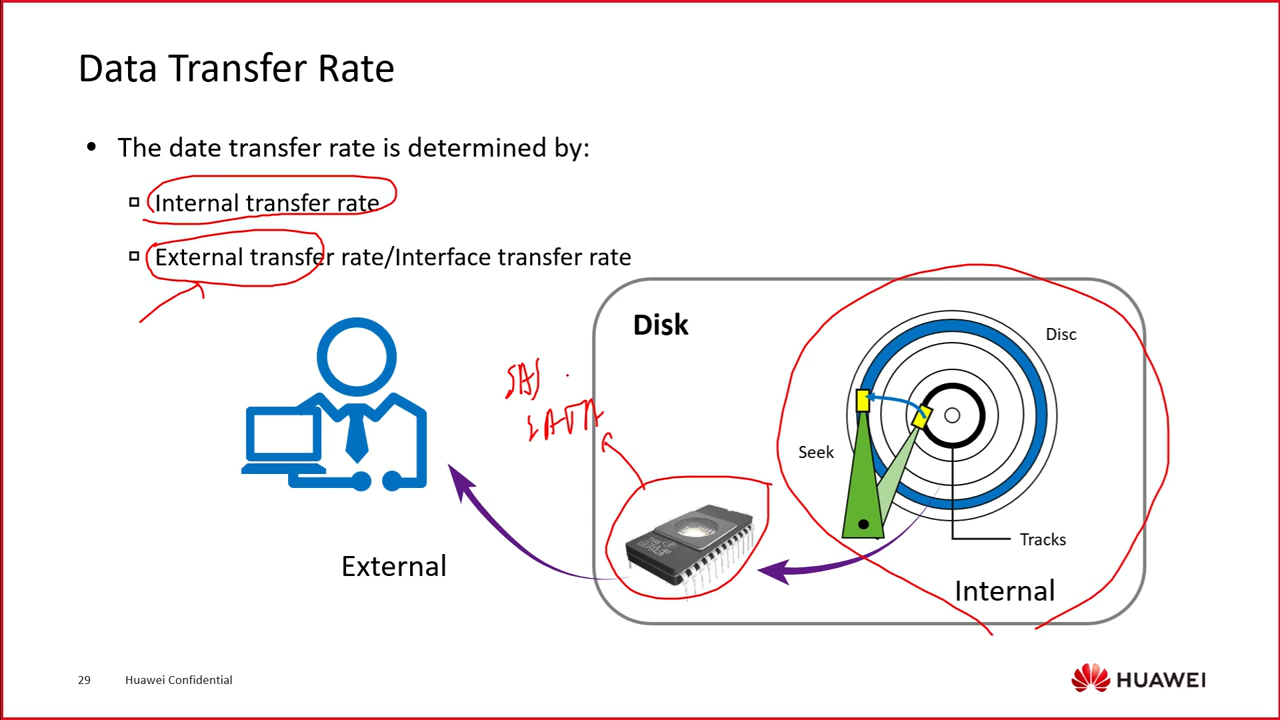 Data Transfer Rate
• The date transfer rate is determined by:
Internal transfer rate
External transfer rate/Interface transfer rate
Disk
Disc
SAS
SATA
Seek
Tracks
External
Internal
29 Huawei Confidential
HUAWEI